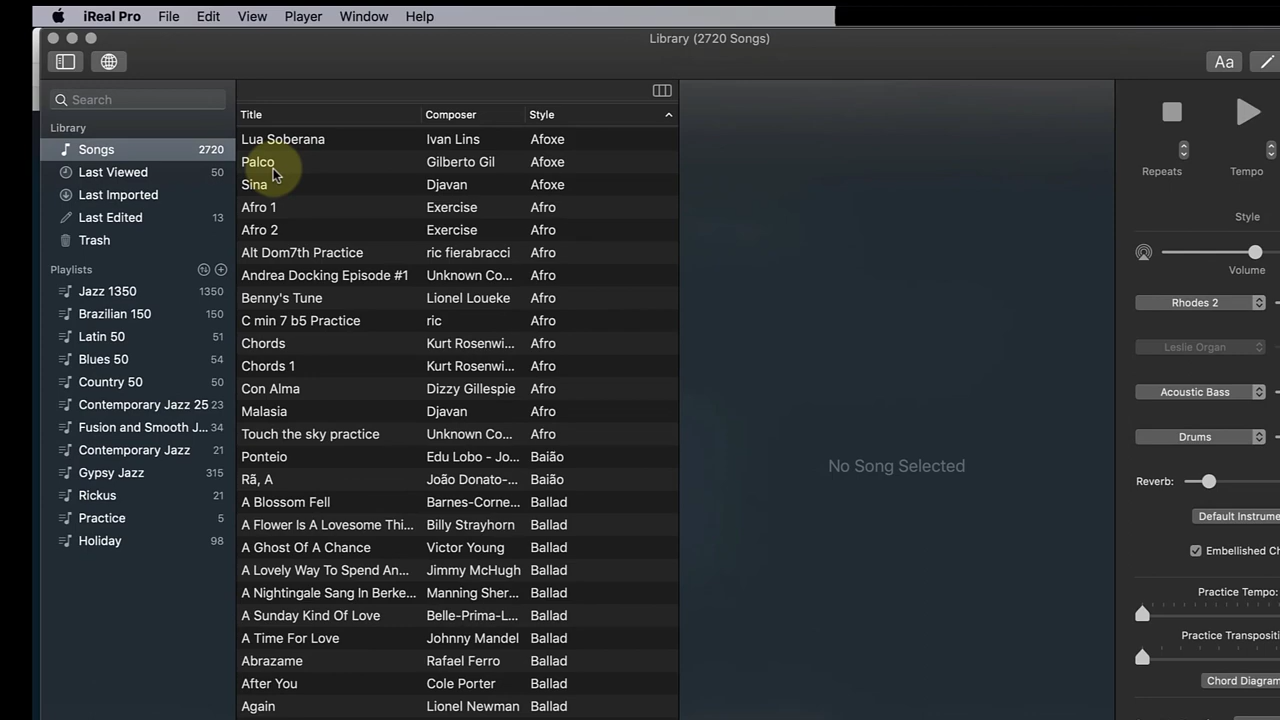 iReal Pro File Edit View Player Window Help
Library (2720 Songs)
Aa
Search
Library
Songs 2720
Last Viewed 50
Last Imported
Last Edited 13
Trash
Playlists
Jazz 1350 1350
Brazilian 150 150
Latin 50 51
Blues 50 54
Country 50 50
Contemporary Jazz 25 23
Fusion and Smooth J... 34
Contemporary Jazz 21
Gypsy Jazz 315
Rickus 21
Practice 5
Holiday 98
Title Composer Style
Lua Soberana Ivan Lins Afoxe
Palco Gilberto Gil Afoxe
Sina Djavan Afoxe
Afro 1 Exercise Afro
Afro 2 Exercise Afro
Alt Dom7th Practice ric fierabracci Afro
Andrea Docking Episode #1 Unknown Co... Afro
Benny's Tune Lionel Loueke Afro
C min 7 b5 Practice ric Afro
Chords Kurt Rosenwi... Afro
Chords 1 Kurt Rosenwi... Afro
Con Alma Dizzy Gillespie Afro
Malasia Djavan Afro
Touch the sky practice Unknown Co... Afro
Ponteio Edu Lobo - Jo... Baião
Rã, A João Donato-... Baião
A Blossom Fell Barnes-Corne... Ballad
A Flower Is A Lovesome Thi... Billy Strayhorn Ballad
A Ghost Of A Chance Victor Young Ballad
A Lovely Way To Spend An... Jimmy McHugh Ballad
A Nightingale Sang In Berke... Manning Sher... Ballad
A Sunday Kind Of Love Belle-Prima-L... Ballad
A Time For Love Johnny Mandel Ballad
Abrazame Rafael Ferro Ballad
After You Cole Porter Ballad
Again Lionel Newman Ballad
No Song Selected
Repeats Tempo
Style
Volume
Rhodes 2
Leslie Organ
Acoustic Bass
Drums
Reverb:
Default Instrume
Embellished Ch
Practice Tempo:
Practice Transpositi
Chord Diagram